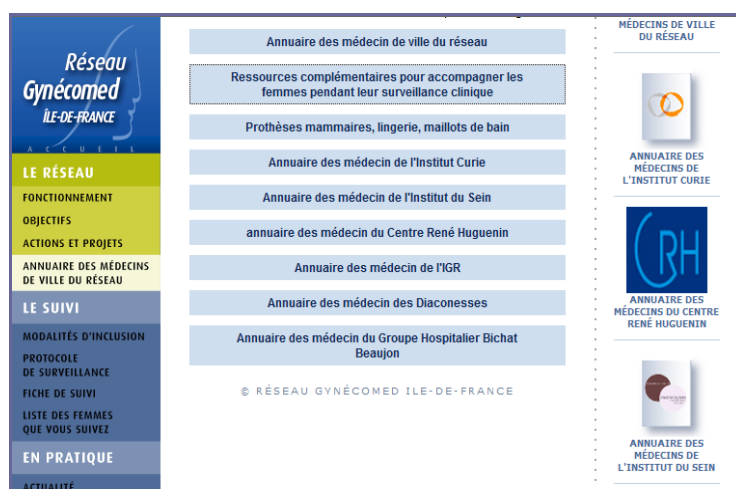 Réseau
Gynécomed
ÎLE-DE-FRANCE
ACCUEIL
LE RÉSEAU
FONCTIONNEMENT
OBJECTIFS
ACTIONS ET PROJETS
ANNUAIRE DES MÉDECINS
DE VILLE DU RÉSEAU
LE SUIVI
MODALITÉS D'INCLUSION
PROTOCOLE
DE SURVEILLANCE
FICHE DE SUIVI
LISTE DES FEMMES
QUE VOUS SUIVEZ
EN PRATIQUE
ACTUALITÉ
Annuaire des médecin de ville du réseau
Ressources complémentaires pour accompagner les
femmes pendant leur surveillance clinique
Prothèses mammaires, lingerie, maillots de bain
Annuaire des médecin de l'Institut Curie
Annuaire des médecin de l'Institut du Sein
annuaire des médecin du Centre René Huguenin
Annuaire des médecin de l'IGR
Annuaire des médecin des Diaconesses
Annuaire des médecin du Groupe Hospitalier Bichat
Beaujon
© RÉSEAU GYNÉCOMED ILE-DE-FRANCE
MÉDECINS DE VILLE
DU RÉSEAU
ANNUAIRE DES
MÉDECINS DE
L'INSTITUT CURIE
CRH
ANNUAIRE DES
MÉDECINS DU CENTRE
RENÉ HUGUENIN
ANNUAIRE DES
MÉDECINS DE
L'INSTITUT DU SEIN